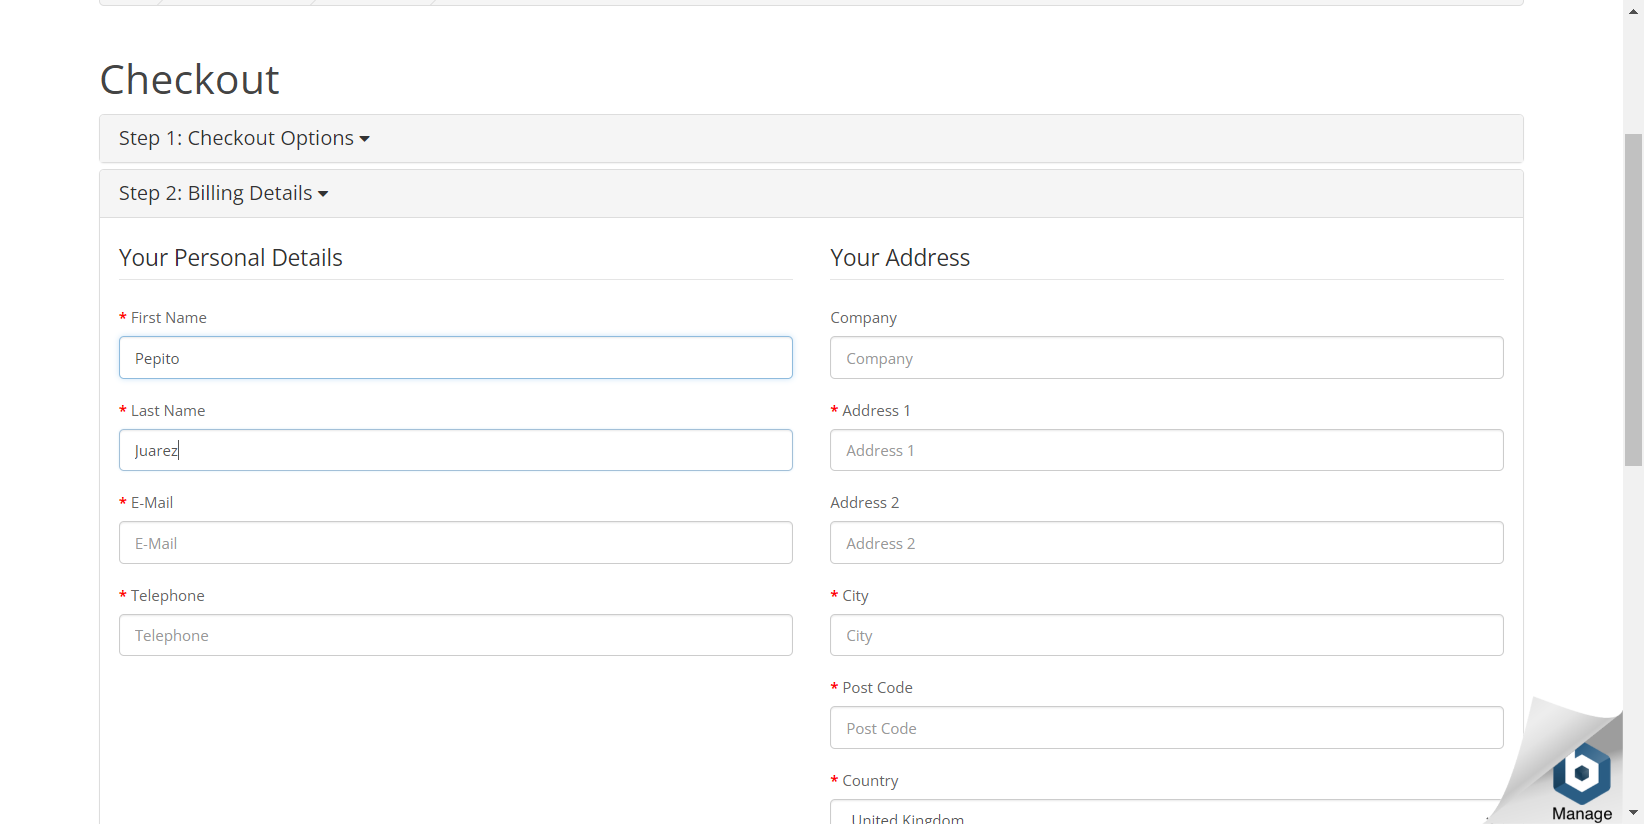 Checkout
Step 1: Checkout Options
Step 2: Billing Details
Your Personal Details
* First Name
Pepito
* Last Name
Juarez
* E-Mail
E-Mail
* Telephone
Telephone
Your Address
Company
Company
* Address 1
Address 1
Address 2
Address 2
* City
City
* Post Code
Post Code
* Country
United Kingdom
Manage